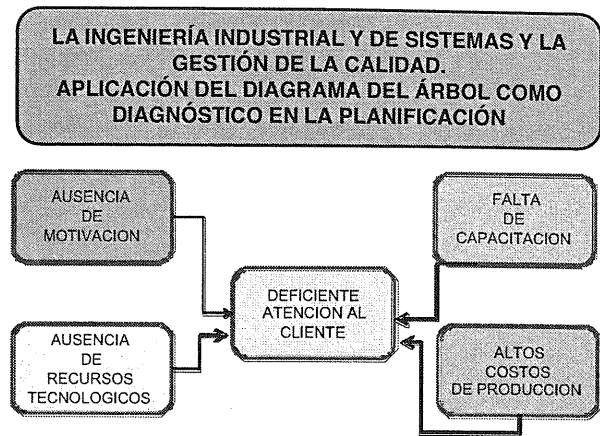 LA INGENIERÍA INDUSTRIAL Y DE SISTEMAS Y LA
GESTIÓN DE LA CALIDAD.
APLICACIÓN DEL DIAGRAMA DEL ÁRBOL COMO
DIAGNÓSTICO EN LA PLANIFICACIÓN
AUSENCIA
DE
MOTIVACION
FALTA
DE
CAPACITACION
DEFICIENTE
ATENCION AL
CLIENTE
AUSENCIA
DE
RECURSOS
TECNOLOGICOS
ALTOS
COSTOS
DE PRODUCCION